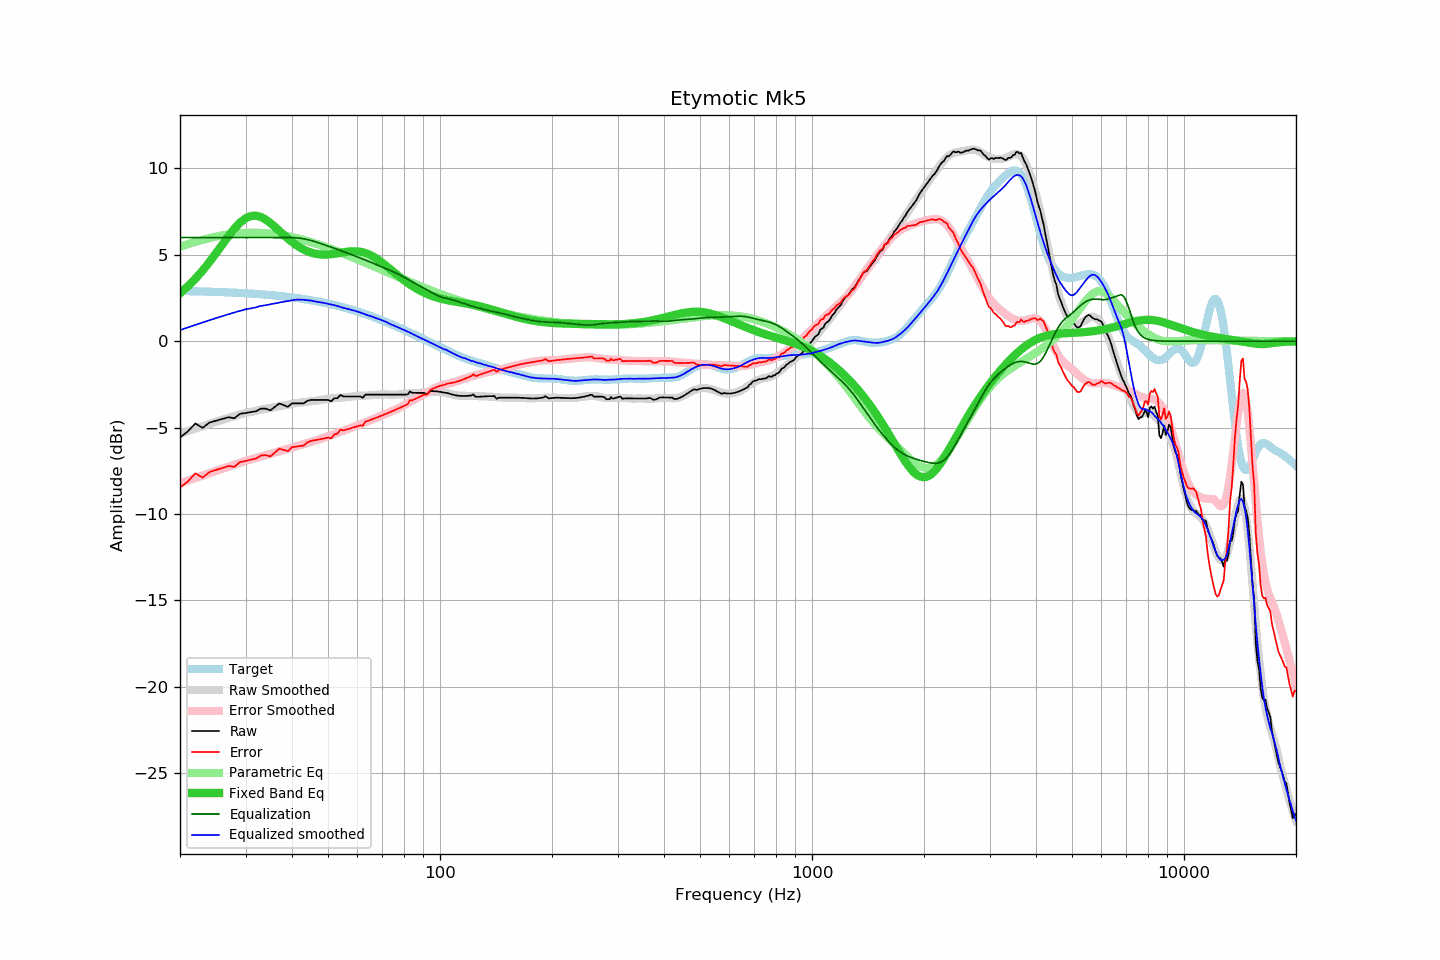 Etymotic Mk5
Amplitude (dBr)
10
5
0
−5
−10
−15
−20
−25
Target
Raw Smoothed
Error Smoothed
Raw
Error
Parametric Eq
Fixed Band Eq
Equalization
Equalized smoothed
100
1000
10000
Frequency (Hz)